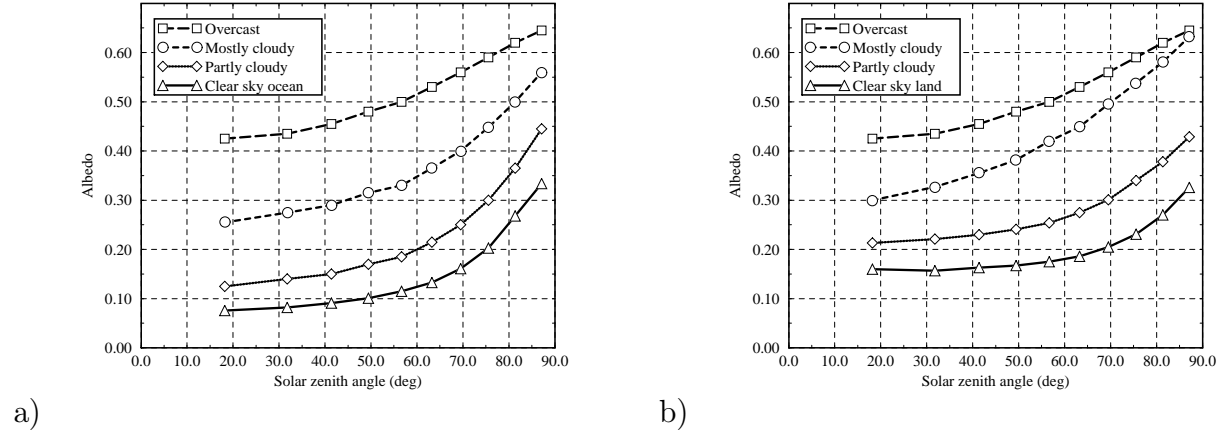 Overcast
Mostly cloudy
Partly cloudy
Clear sky ocean
0.60
0.50
0.40
0.30
0.20
0.10
0.00
Albedo
0.0 10.0 20.0 30.0 40.0 50.0 60.0 70.0 80.0 90.0
Solar zenith angle (deg)
a)
Overcast
Mostly cloudy
Partly cloudy
Clear sky land
0.60
0.50
0.40
0.30
0.20
0.10
0.00
Albedo
0.0 10.0 20.0 30.0 40.0 50.0 60.0 70.0 80.0 90.0
Solar zenith angle (deg)
b)